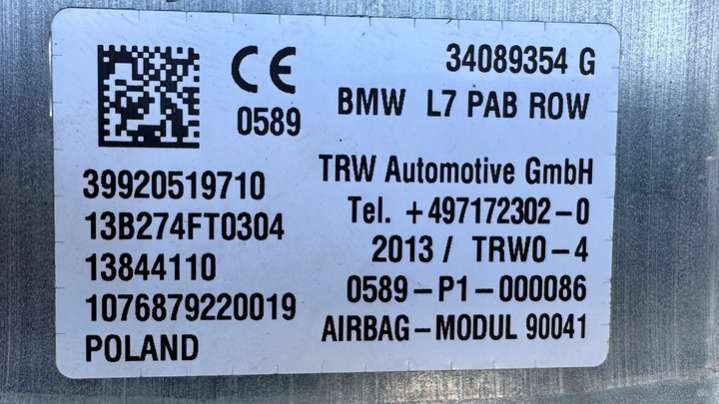 CE
0589
39920519710
13B274FT0304
13844110
1076879220019
POLAND
34089354 G
BMW L7 PAB ROW
TRW Automotive GmbH
Tel. +497172302-0
2013 / TRW0-4
0589-P1-000086
AIRBAG-MODUL 90041